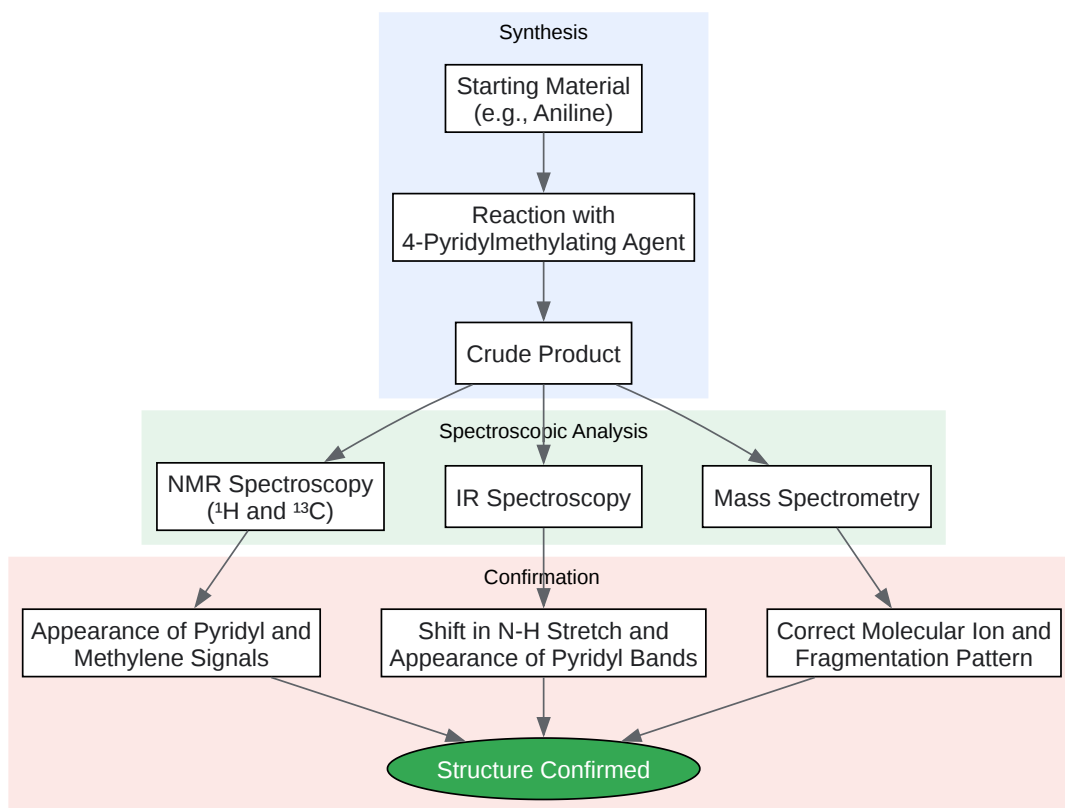 Synthesis
Starting Material
(e.g., Aniline)
Reaction with
4-Pyridylmethylating Agent
Crude Product
Spectroscopic Analysis
NMR Spectroscopy
(¹H and ¹³C)
IR Spectroscopy
Mass Spectrometry
Confirmation
Appearance of Pyridyl and
Methylene Signals
Shift in N-H Stretch and
Appearance of Pyridyl Bands
Correct Molecular Ion and
Fragmentation Pattern
Structure Confirmed